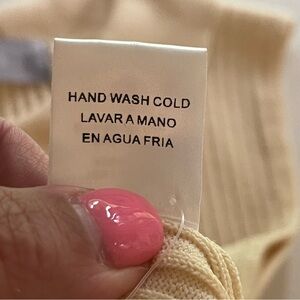 HAND WASH COLD
LAVAR A MANO
EN AGUA FRIA